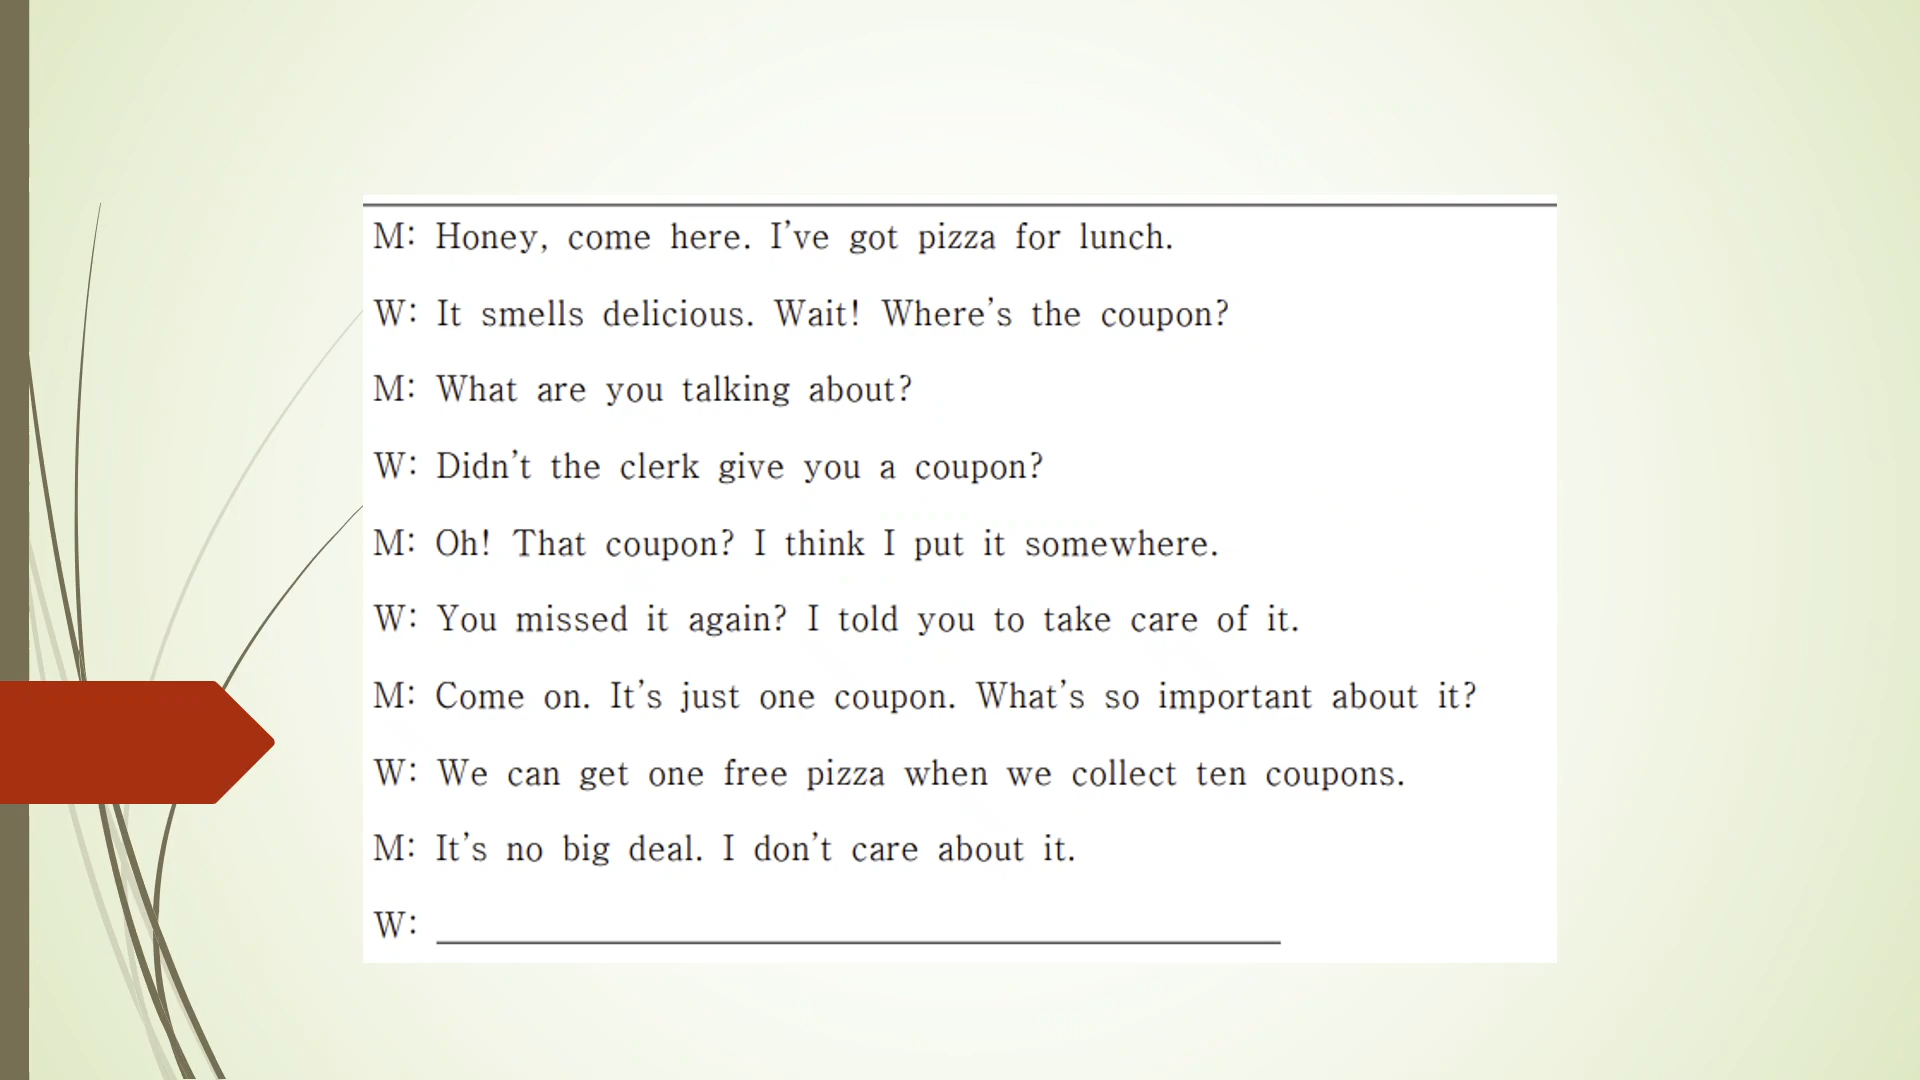 M: Honey, come here. I've got pizza for lunch.
W: It smells delicious. Wait! Where's the coupon?
M: What are you talking about?
W: Didn't the clerk give you a coupon?
M: Oh! That coupon? I think I put it somewhere.
W: You missed it again? I told you to take care of it.
M: Come on. It's just one coupon. What's so important about it?
W: We can get one free pizza when we collect ten coupons.
M: It's no big deal. I don't care about it.
W: